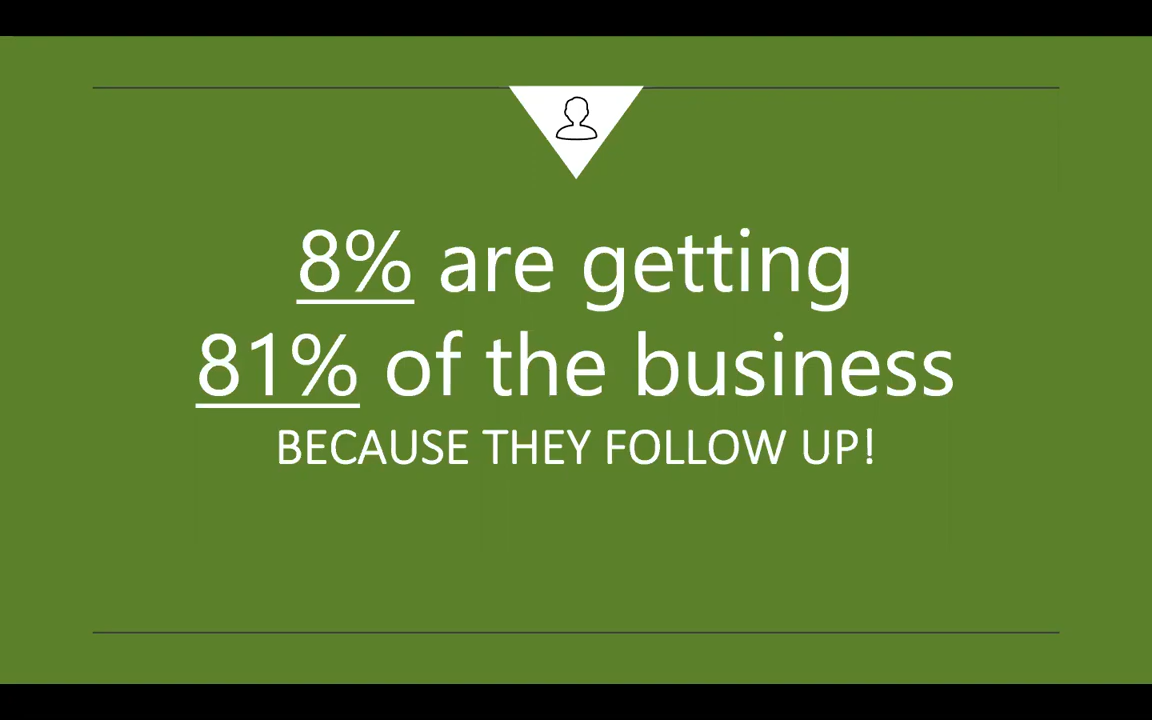 8% are getting
81% of the business
BECAUSE THEY FOLLOW UP!